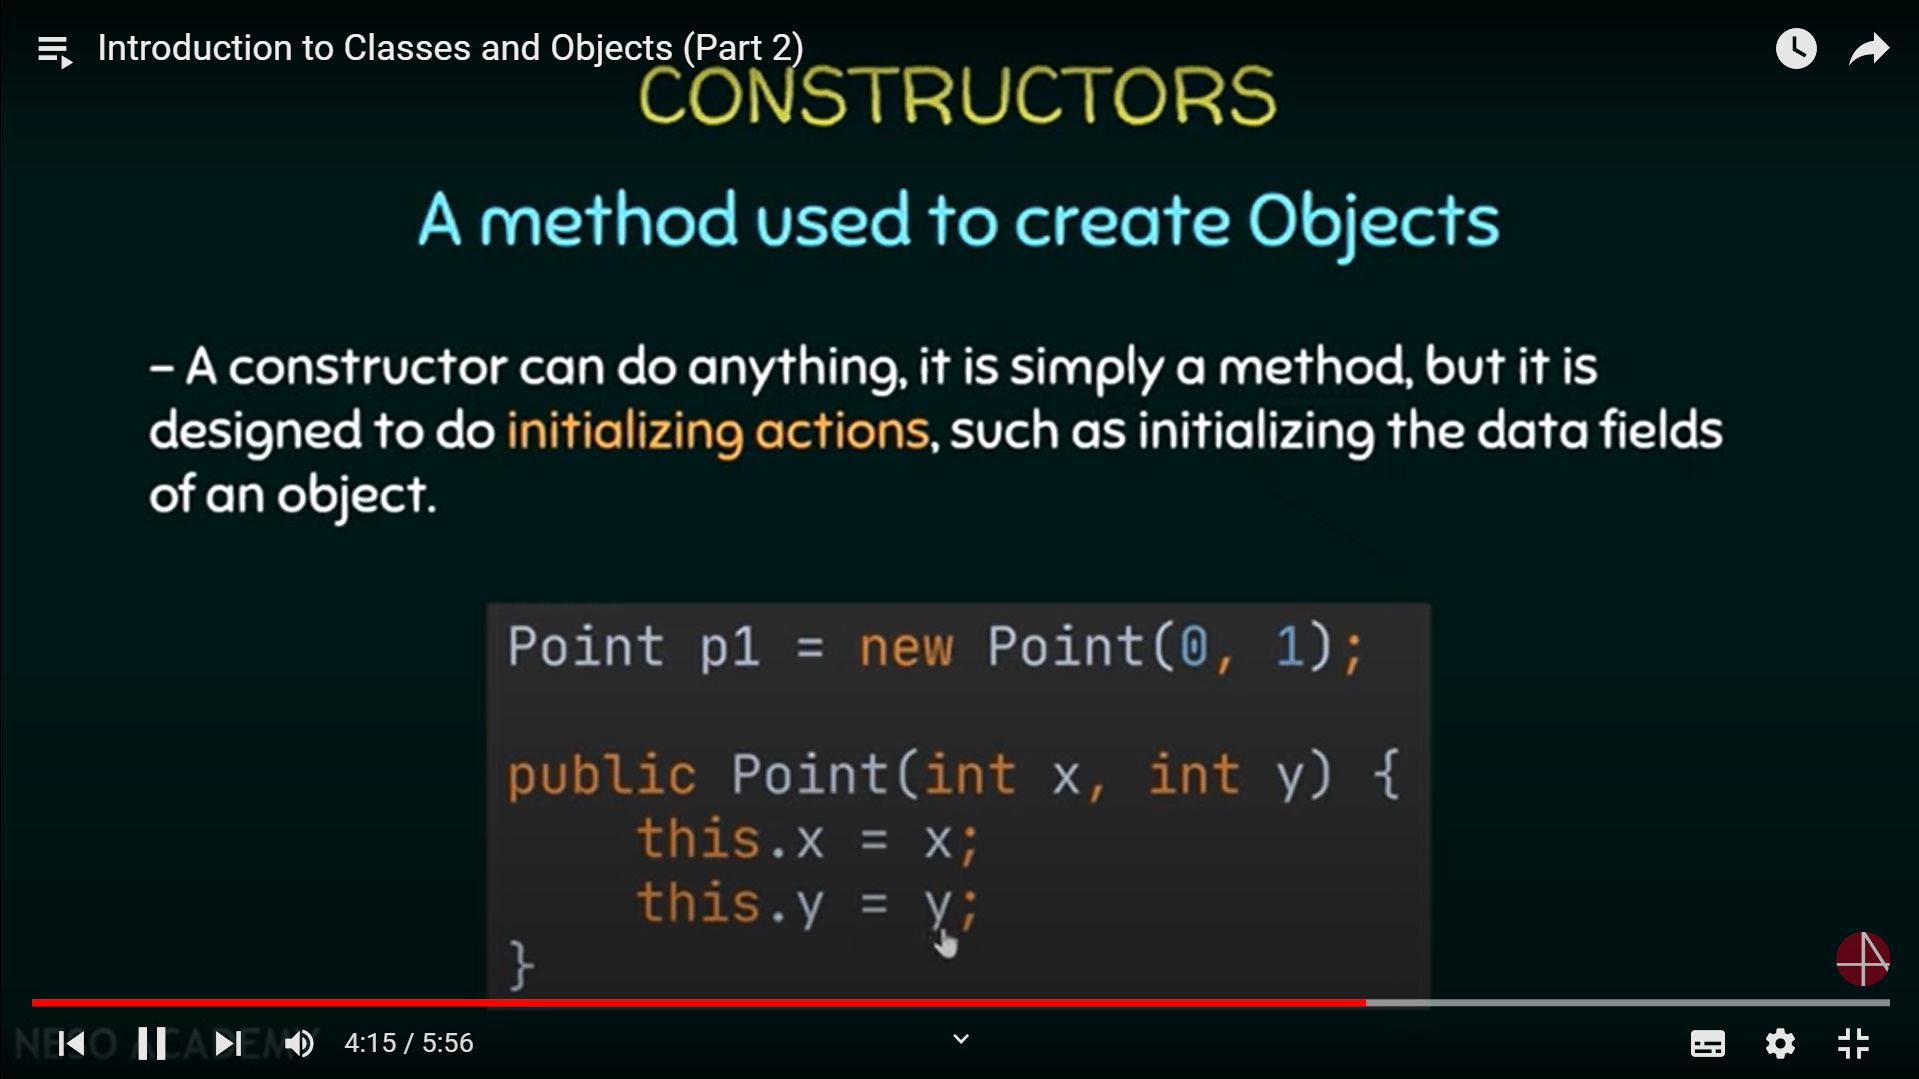 Introduction to Classes and Objects (Part 2)
CONSTRUCTORS
A method used to create Objects
– A constructor can do anything, it is simply a method, but it is
designed to do initializing actions, such as initializing the data fields
of an object.
Point p1 = new Point(0, 1);
public Point(int x, int y) {
this.x = x;
this.y = y;
}
NESO ACADEMY
4:15 / 5:56